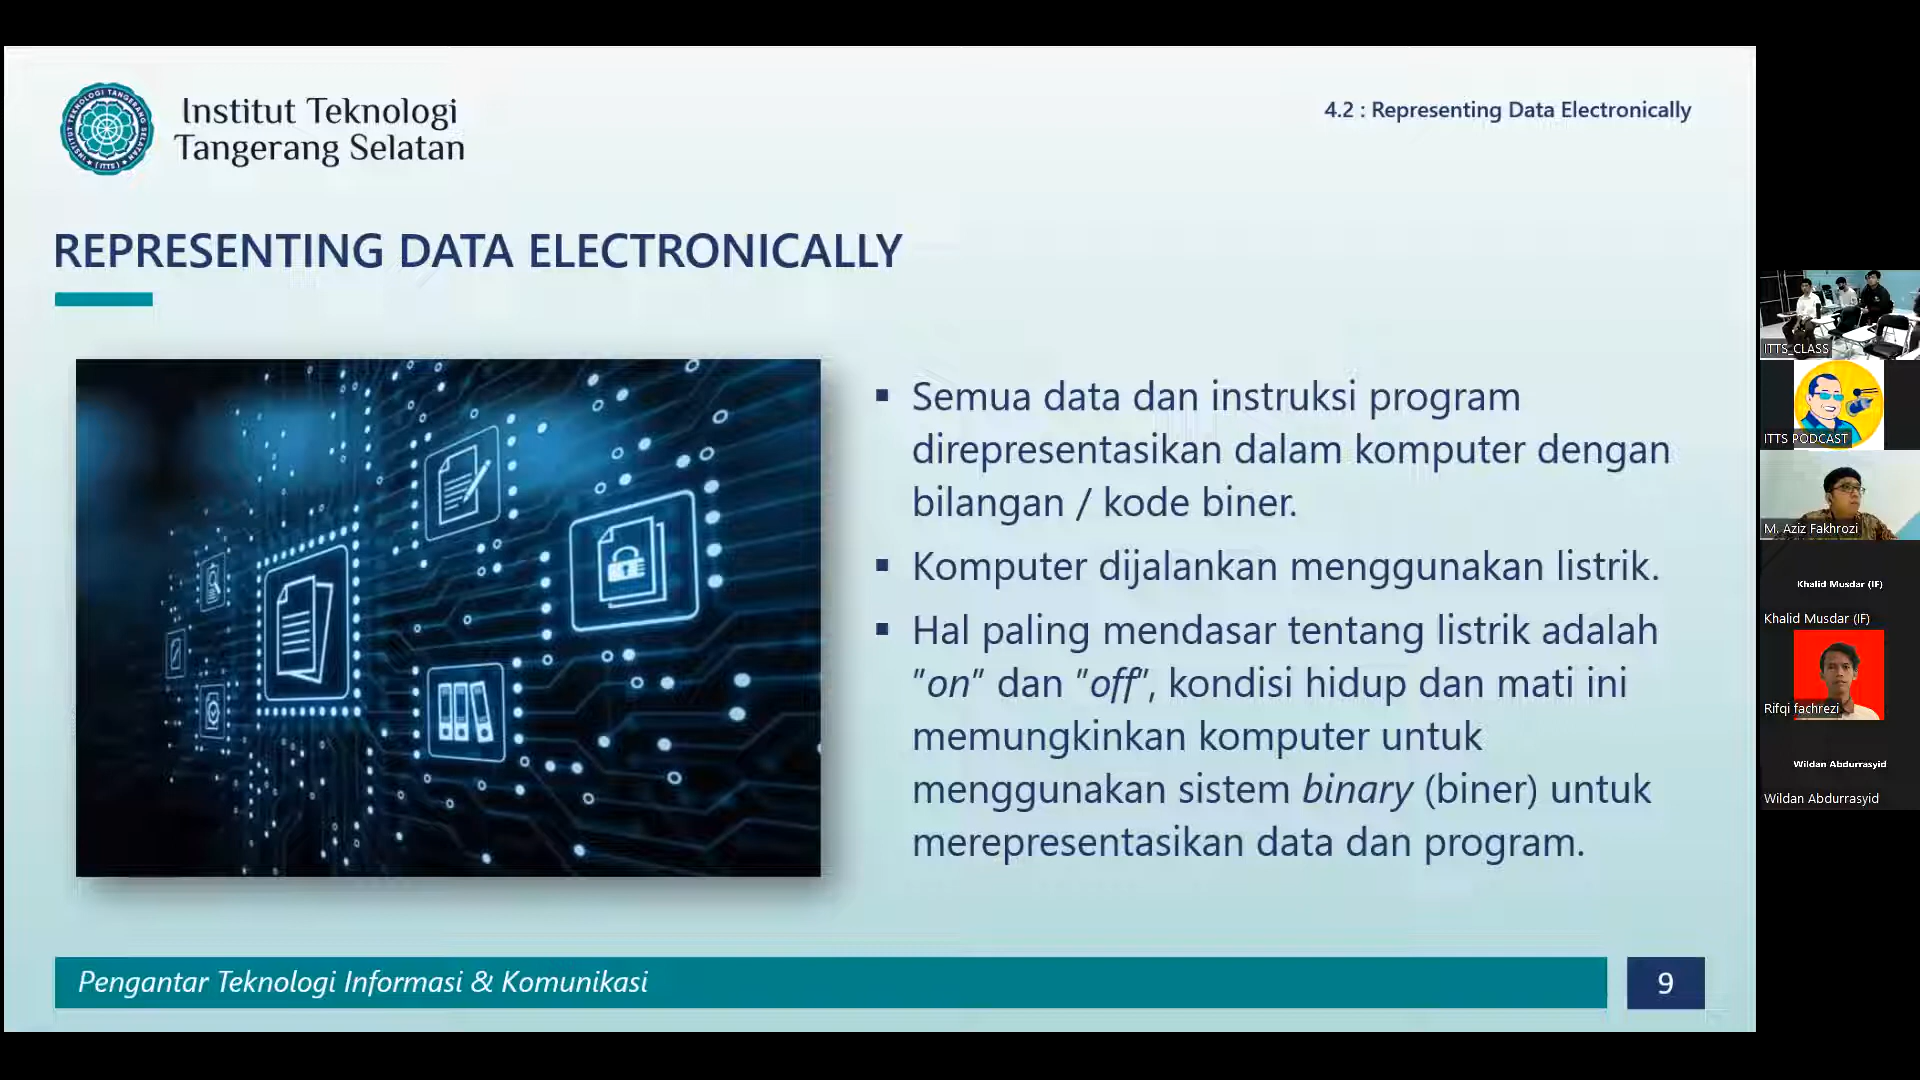 Institut Teknologi
Tangerang Selatan
4.2 : Representing Data Electronically
REPRESENTING DATA ELECTRONICALLY
▪ Semua data dan instruksi program
direpresentasikan dalam komputer dengan
bilangan / kode biner.
▪ Komputer dijalankan menggunakan listrik.
▪ Hal paling mendasar tentang listrik adalah
"on" dan "off", kondisi hidup dan mati ini
memungkinkan komputer untuk
menggunakan sistem binary (biner) untuk
merepresentasikan data dan program.
Pengantar Teknologi Informasi & Komunikasi
9
ITTS_CLASS
ITTS PODCAST
M. Aziz Fakhrozi
Khalid Musdar (IF)
Khalid Musdar (IF)
Rifqi fachrezi
Wildan Abdurrasyid
Wildan Abdurrasyid